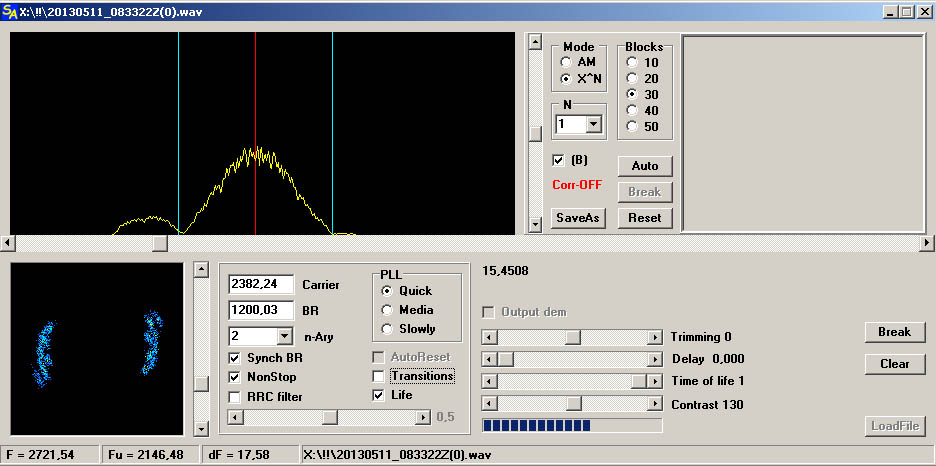 SA X:\!!\20130511_083322Z(0).wav
Mode
AM
X^N
N
1
(B)
Corr-OFF
SaveAs
Blocks
10
20
30
40
50
Auto
Break
Reset
2382,24 Carrier
1200,03 BR
2 n-Ary
Synch BR
NonStop
RRC filter
PLL
Quick
Media
Slowly
AutoReset
Transitions
Life
0,5
15,4508
Output dem
Trimming 0
Delay 0,000
Time of life 1
Contrast 130
Break
Clear
LoadFile
F = 2721,54 Fu = 2146,48 dF = 17,58 X:\!!\20130511_083322Z(0).wav